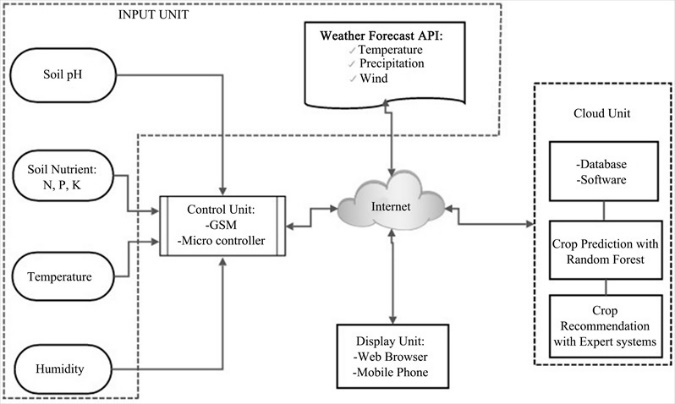 INPUT UNIT
Soil pH
Soil Nutrient:
N, P, K
Temperature
Humidity
Control Unit:
-GSM
-Micro controller
Weather Forecast API:
✓Temperature
✓Precipitation
✓Wind
Internet
Display Unit:
-Web Browser
-Mobile Phone
Cloud Unit
-Database
-Software
Crop Prediction with
Random Forest
Crop
Recommendation
with Expert systems